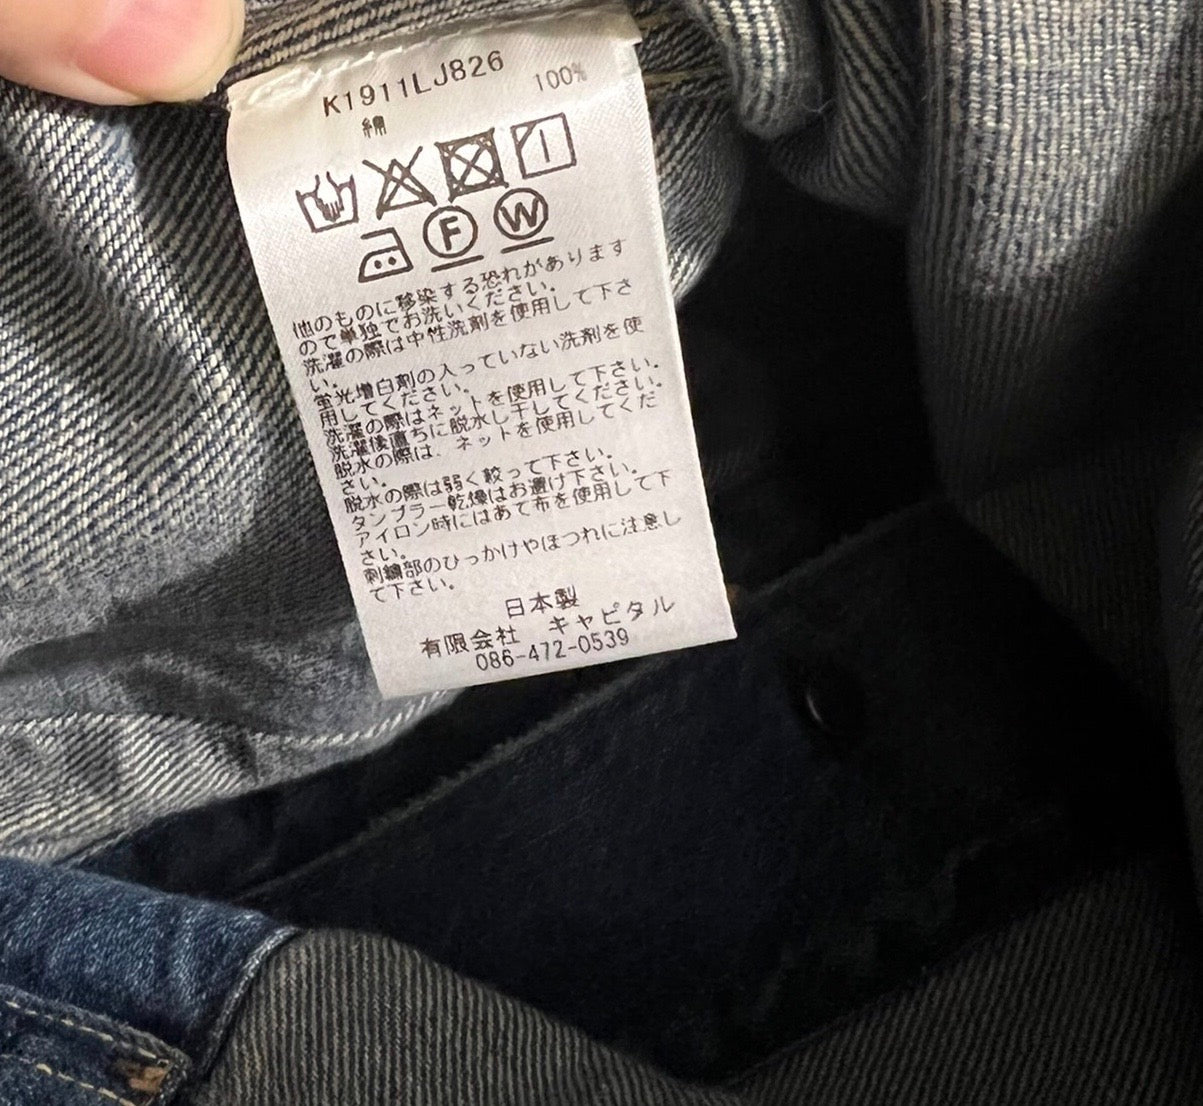 K1911LJ826
綿 100%
F W
他のものに移染する恐れがあります
ので単独でお洗いください。
洗濯の際は中性洗剤を使用して下さ
い。
蛍光増白剤の入っていない洗剤を使
用してください。
洗濯の際はネットを使用して下さい。
洗濯後直ちに脱水し干してください。
脱水の際は、ネットを使用してくだ
さい。
脱水の際は弱く絞って下さい。
タンブラー乾燥はお避け下さい。
アイロン時にはあて布を使用して下
さい。
刺繍部のひっかけやほつれに注意し
て下さい。
日本製
有限会社 キャピタル
086-472-0539